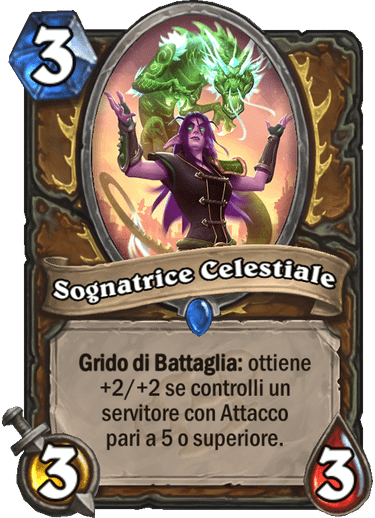 3
Sognatrice Celestiale
Grido di Battaglia: ottiene
+2/+2 se controlli un
servitore con Attacco
pari a 5 o superiore.
3
3